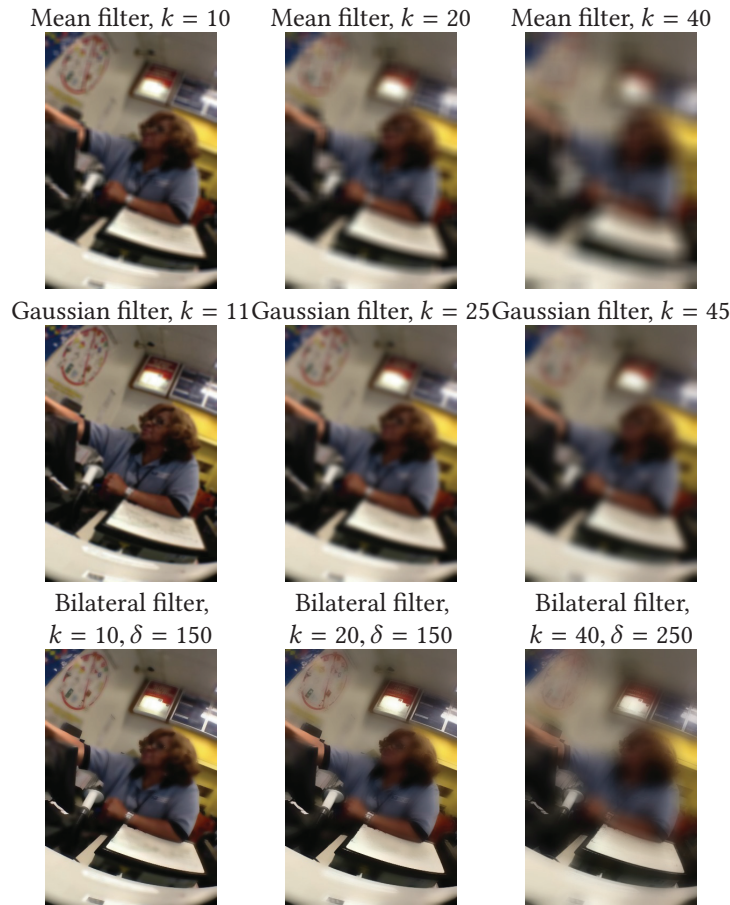 Mean filter, k = 10
Mean filter, k = 20
Mean filter, k = 40
Gaussian filter, k = 11
Gaussian filter, k = 25
Gaussian filter, k = 45
Bilateral filter,
k = 10, δ = 150
Bilateral filter,
k = 20, δ = 150
Bilateral filter,
k = 40, δ = 250